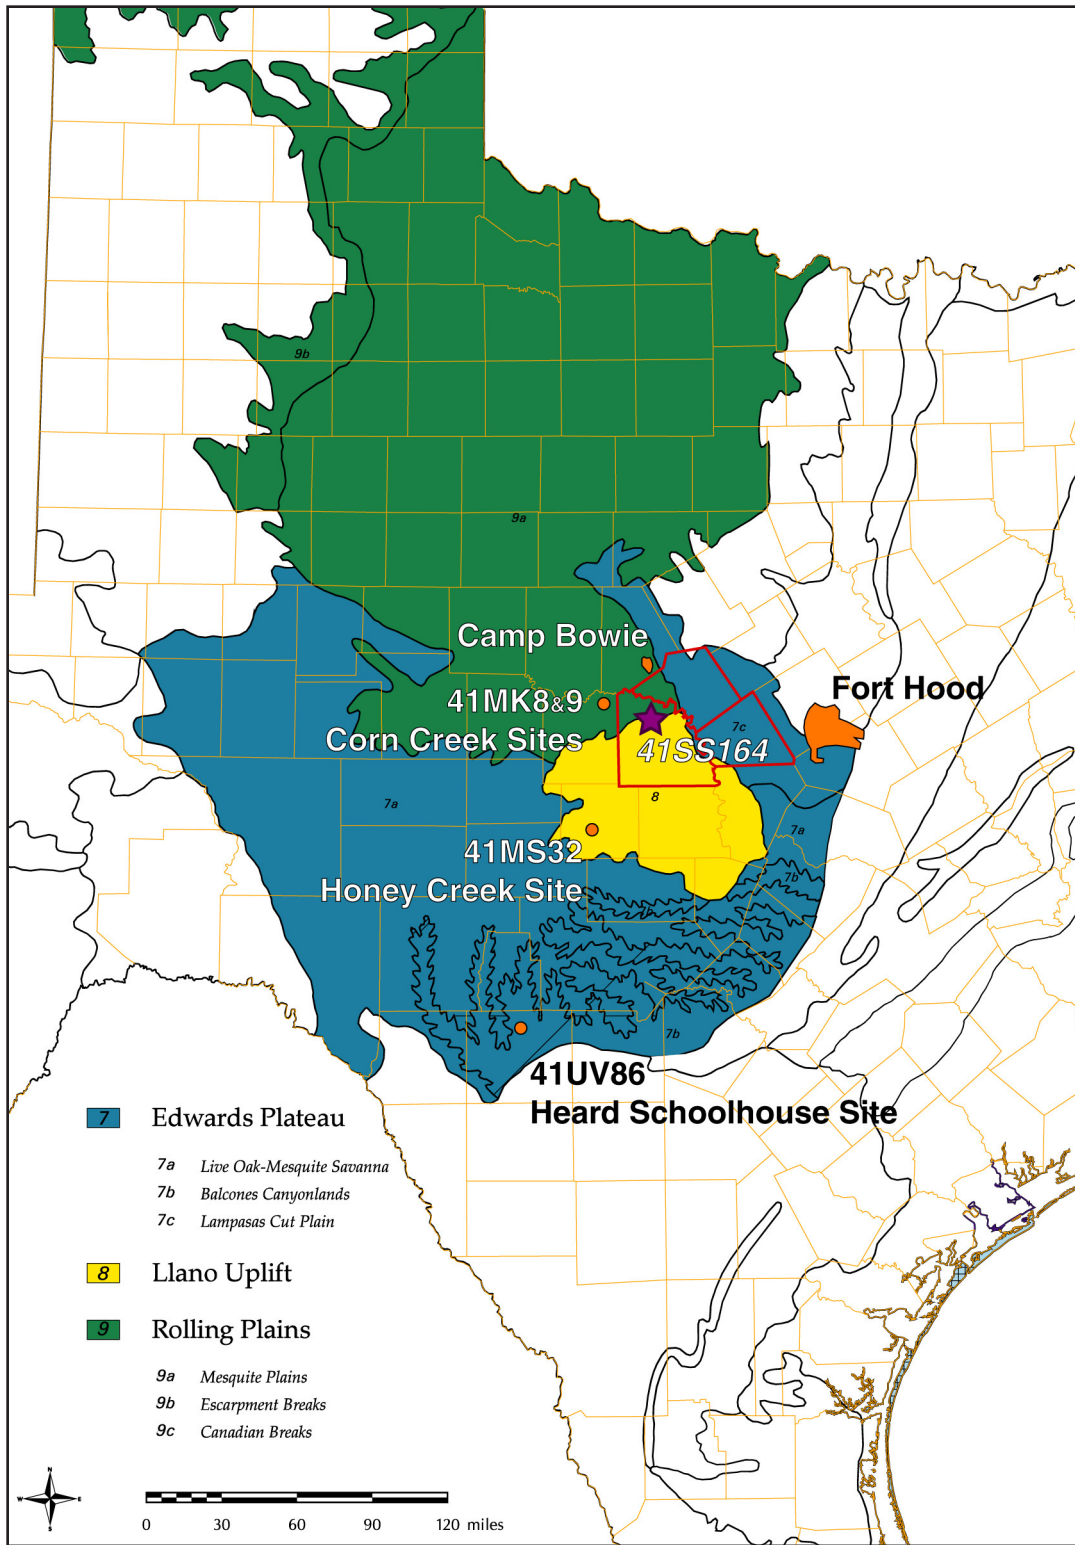 9b
9a
Camp Bowie
41MK8&9
Corn Creek Sites
Fort Hood
7c
41SS164
7a
8
7a
41MS32
Honey Creek Site
7b
7b
41UV86
Heard Schoolhouse Site
7 Edwards Plateau
7a Live Oak-Mesquite Savanna
7b Balcones Canyonlands
7c Lampasas Cut Plain
8 Llano Uplift
9 Rolling Plains
9a Mesquite Plains
9b Escarpment Breaks
9c Canadian Breaks
N
W E
S
0 30 60 90 120 miles